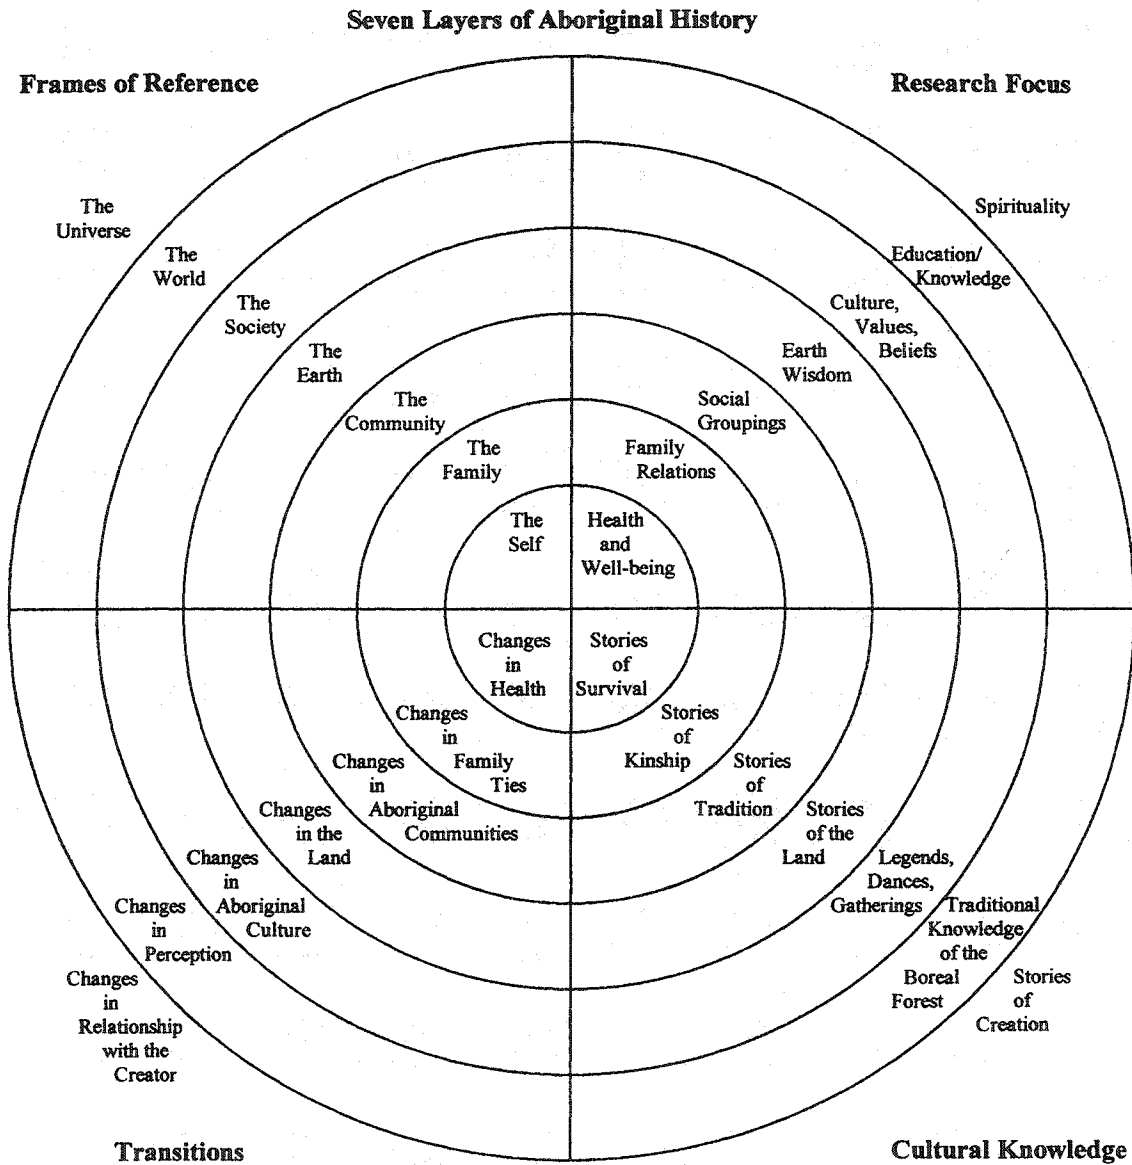 Seven Layers of Aboriginal History
Frames of Reference
Research Focus
The
Universe
The
World
The
Society
The
Earth
The
Community
The
Family
The
Self
Spirituality
Education/
Knowledge
Culture,
Values,
Beliefs
Earth
Wisdom
Social
Groupings
Family
Relations
Health
and
Well-being
Changes
in
Health
Changes
in
Family
Ties
Changes
in
Aboriginal
Communities
Changes
in the
Land
Changes
in
Aboriginal
Culture
Changes
in
Perception
Changes
in
Relationship
with the
Creator
Stories
of
Survival
Stories
of
Kinship
Stories
of
Tradition
Stories
of the
Land
Legends,
Dances,
Gatherings
Traditional
Knowledge
of the
Boreal
Forest
Stories
of
Creation
Transitions
Cultural Knowledge